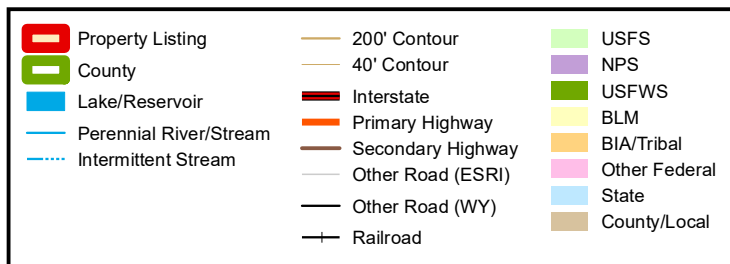 Property Listing
County
Lake/Reservoir
Perennial River/Stream
Intermittent Stream
200' Contour
40' Contour
Interstate
Primary Highway
Secondary Highway
Other Road (ESRI)
Other Road (WY)
Railroad
USFS
NPS
USFWS
BLM
BIA/Tribal
Other Federal
State
County/Local